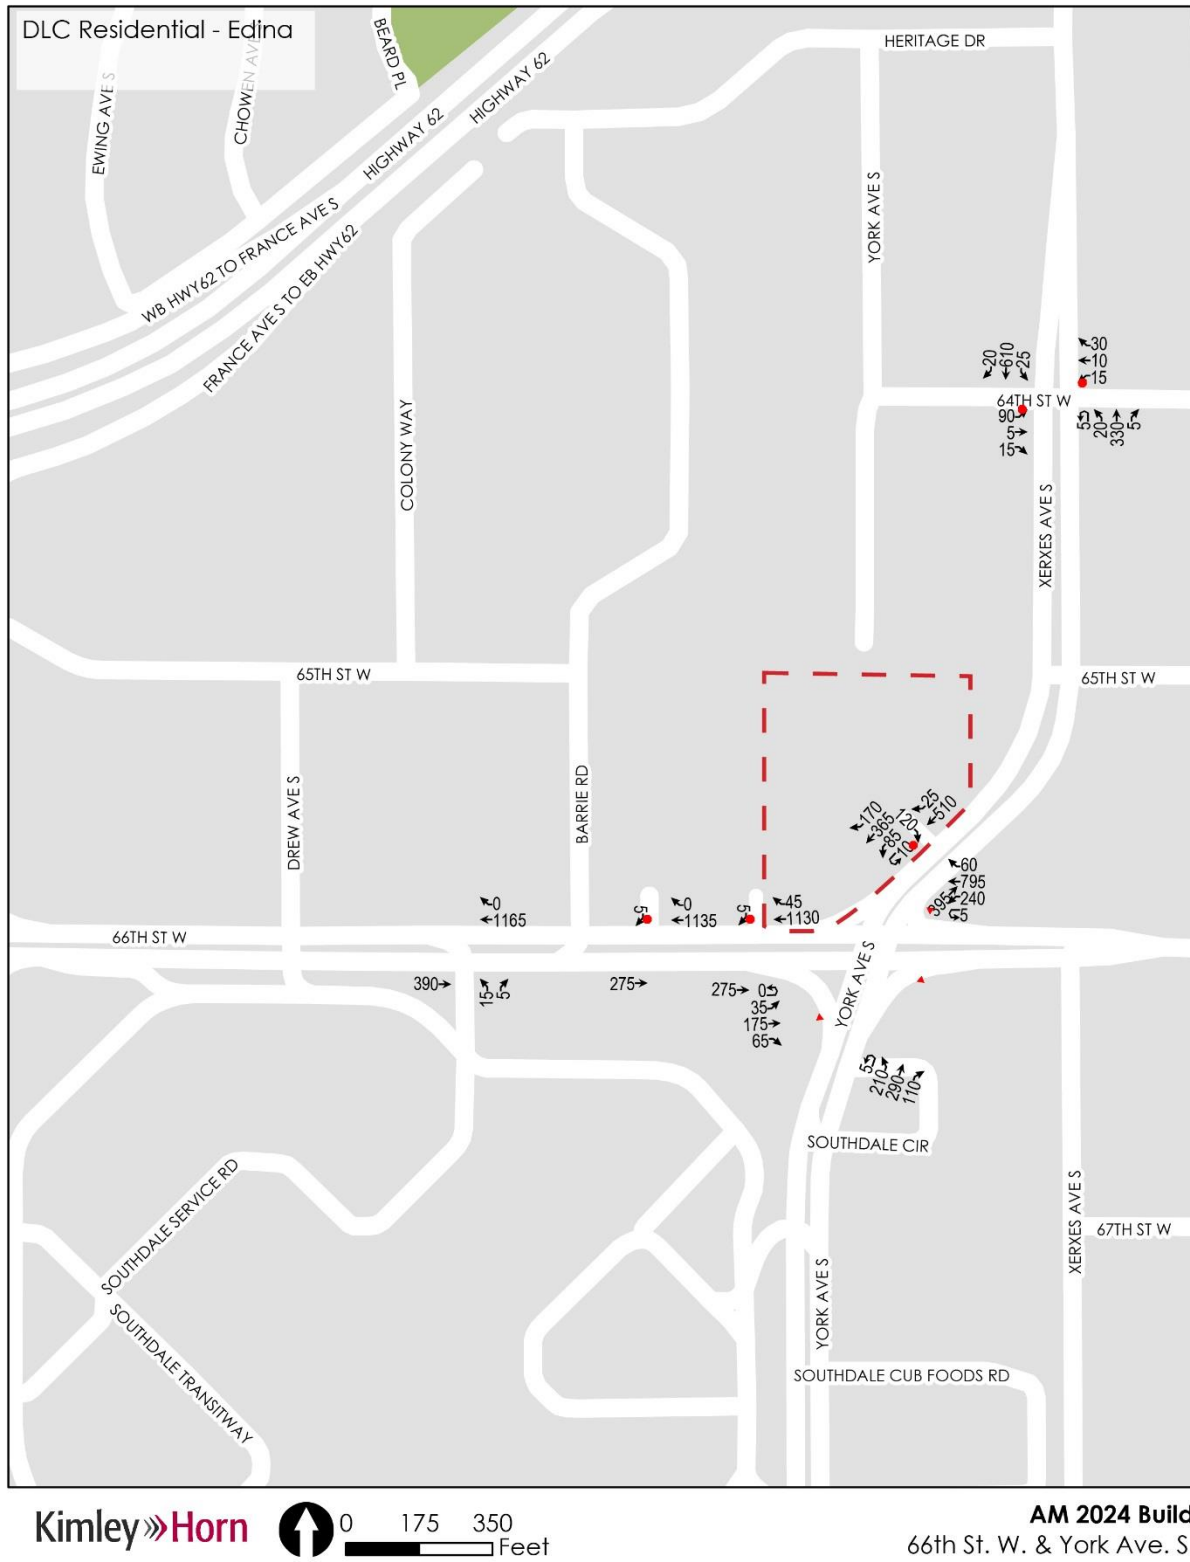 DLC Residential - Edina
BEARD PL
CHOWEN AVE
EWING AVE S
HIGHWAY 62
HIGHWAY 62
HERITAGE DR
WB HWY62 TO FRANCE AVE S
FRANCE AVE S TO EB HWY62
YORK AVE S
COLONY WAY
20
610
25
30
10
15
64TH ST W
90
5
15
5
20
330
5
XERXES AVE S
65TH ST W
65TH ST W
DREW AVE S
BARRIE RD
170
365
85
10
120
25
510
60
795
240
5
395
0
1165
5
0
1135
5
45
1130
66TH ST W
390
15
5
275
275
0
35
175
65
YORK AVE S
5
210
290
110
SOUTHDALE CIR
SOUTHDALE SERVICE RD
SOUTHDALE TRANSITWAY
YORK AVE S
XERXES AVE S
67TH ST W
SOUTHDALE CUB FOODS RD
Kimley»Horn
0 175 350
Feet
AM 2024 Build
66th St. W. & York Ave. S